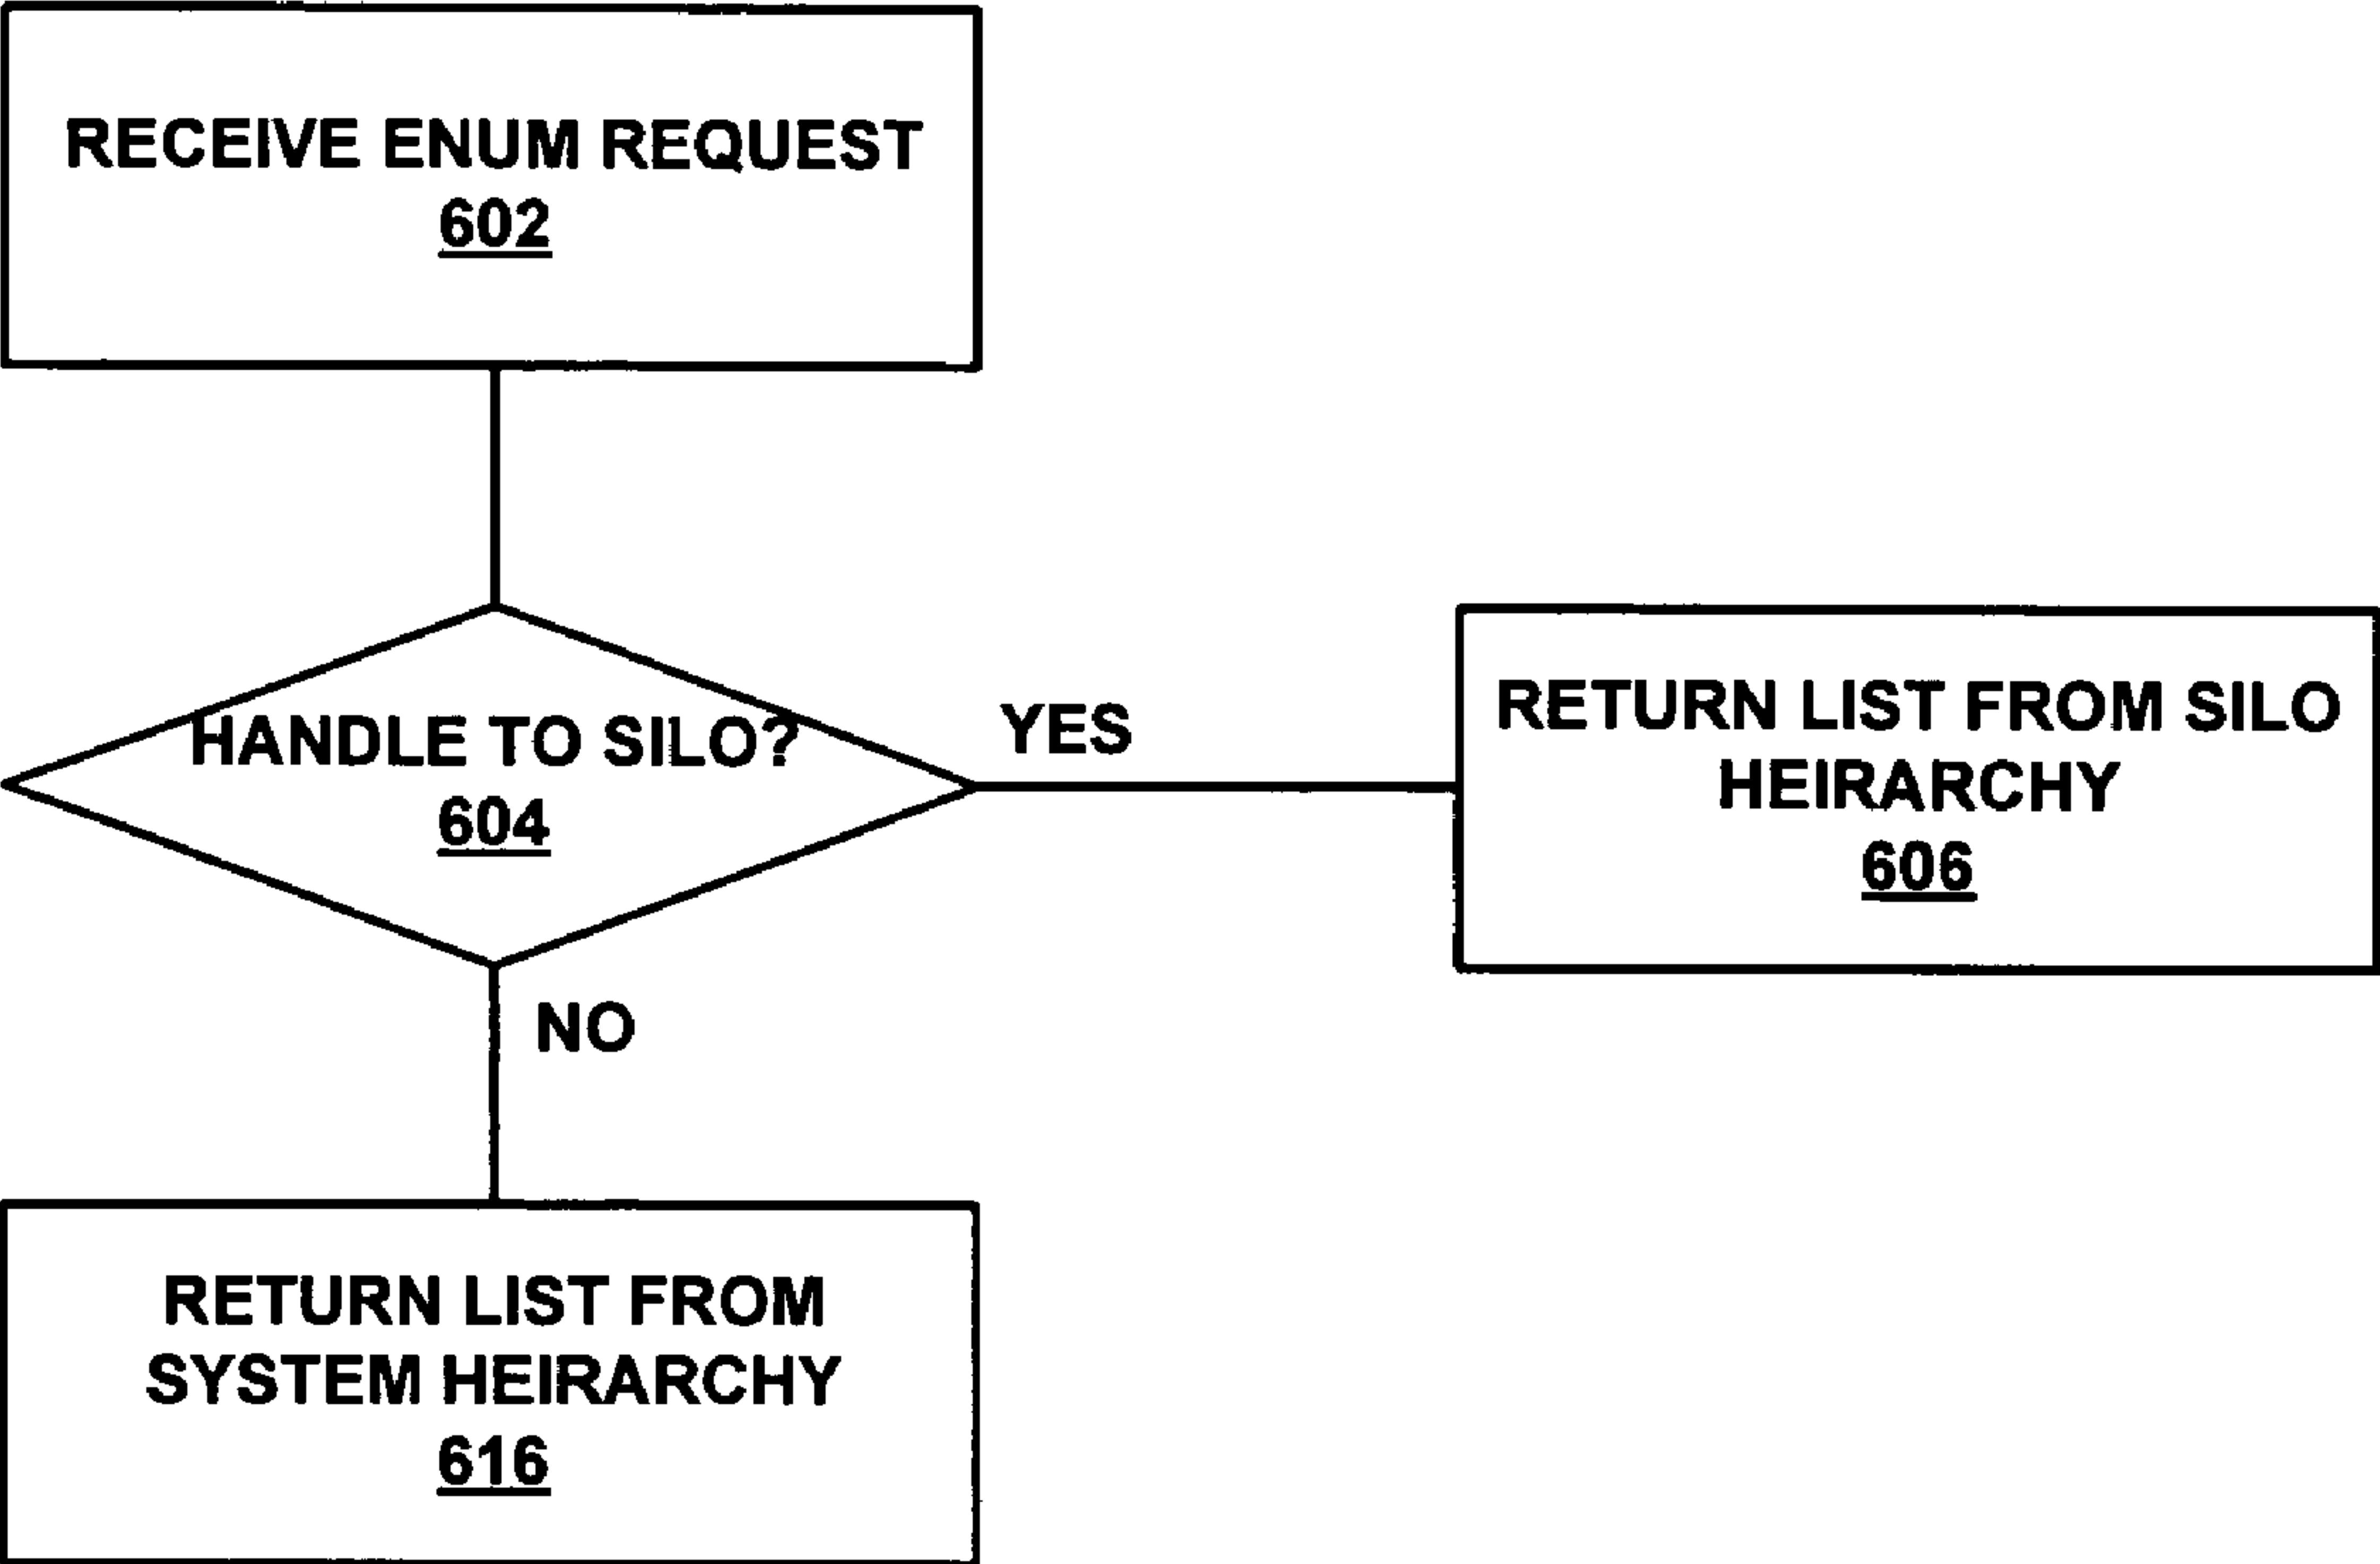 RECEIVE ENUM REQUEST
602
HANDLE TO SILO?
604
YES
RETURN LIST FROM SILO
HEIRARCHY
606
NO
RETURN LIST FROM
SYSTEM HEIRARCHY
616